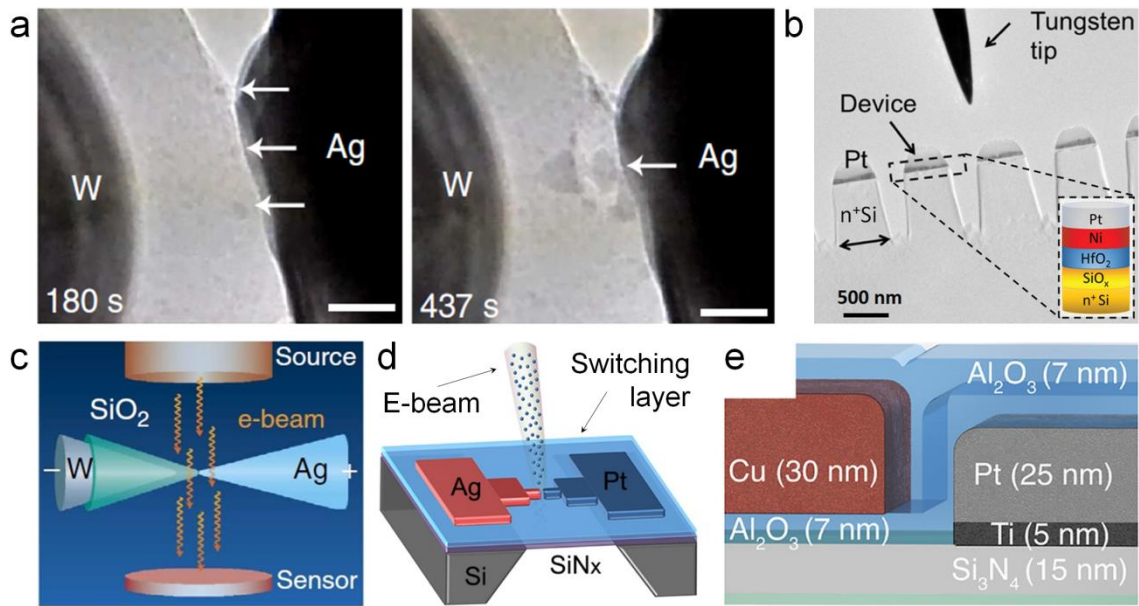 a
W
Ag
180 s
W
Ag
437 s
b
Tungsten
tip
Device
Pt
n⁺Si
500 nm
Pt
Ni
HfO₂
SiOₓ
n⁺ Si
c
Source
SiO₂
e-beam
− W
Ag +
Sensor
d
E-beam
Switching
layer
Ag
Pt
Si
SiNx
e
Al₂O₃ (7 nm)
Cu (30 nm)
Pt (25 nm)
Al₂O₃ (7 nm)
Ti (5 nm)
Si₃N₄ (15 nm)